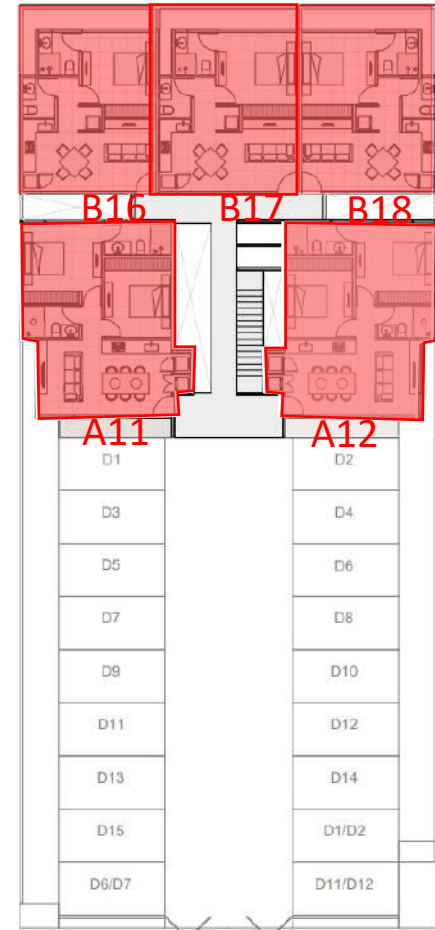 B16 B17 B18
A11 A12
D1 D2
D3 D4
D5 D6
D7 D8
D9 D10
D11 D12
D13 D14
D15 D1/D2
D6/D7 D11/D12